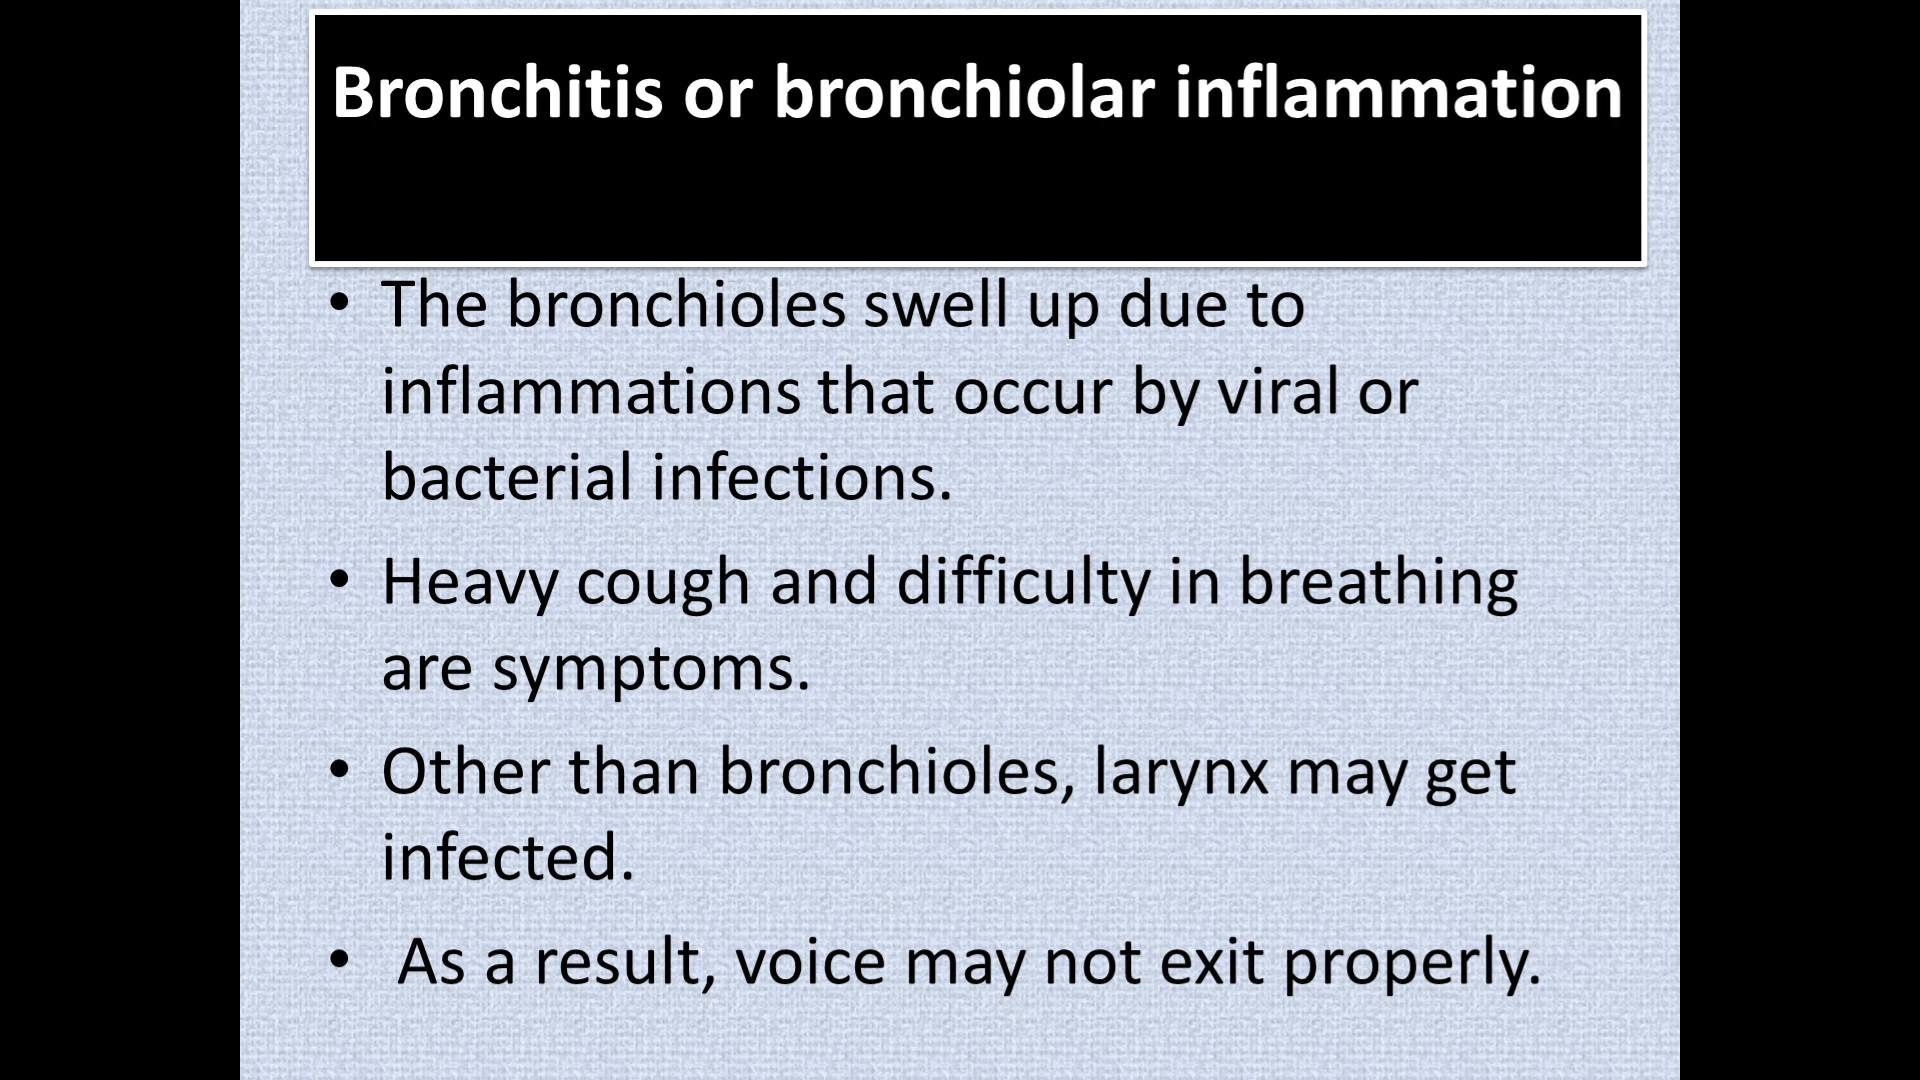 Bronchitis or bronchiolar inflammation
• The bronchioles swell up due to
inflammations that occur by viral or
bacterial infections.
• Heavy cough and difficulty in breathing
are symptoms.
• Other than bronchioles, larynx may get
infected.
• As a result, voice may not exit properly.